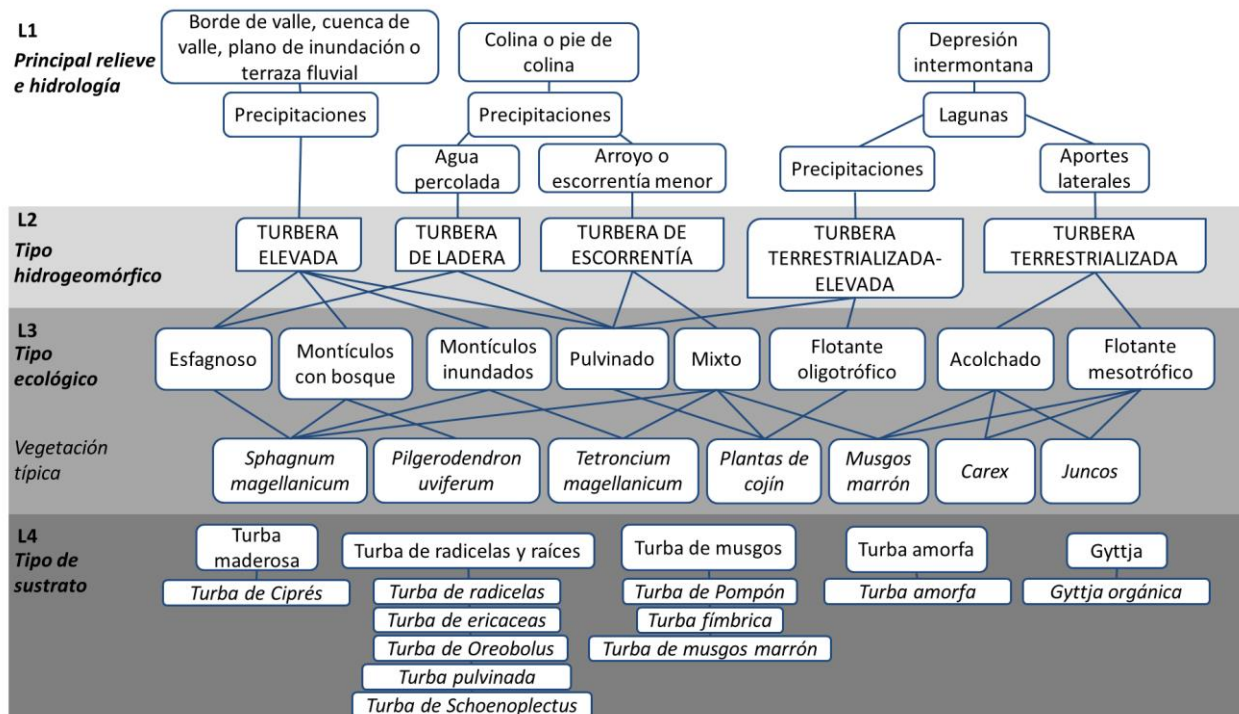 L1
Principal relieve
e hidrología
Borde de valle, cuenca de
valle, plano de inundación o
terraza fluvial
Colina o pie de
colina
Depresión
intermontana
Precipitaciones
Precipitaciones
Lagunas
Agua
percolada
Arroyo o
escorrentía menor
Precipitaciones
Aportes
laterales
L2
Tipo
hidrogeomórfico
TURBERA
ELEVADA
TURBERA
DE LADERA
TURBERA DE
ESCORRENTÍA
TURBERA
TERRESTRIALIZADA-
ELEVADA
TURBERA
TERRESTRIALIZADA
L3
Tipo
ecológico
Esfagnoso
Montículos
con bosque
Montículos
inundados
Pulvinado
Mixto
Flotante
oligotrófico
Acolchado
Flotante
mesotrófico
Vegetación
típica
Sphagnum
magellanicum
Pilgerodendron
uviferum
Tetroncium
magellanicum
Plantas de
cojín
Musgos
marrón
Carex
Juncos
L4
Tipo de
sustrato
Turba
maderosa
Turba de Ciprés
Turba de radicelas y raíces
Turba de radicelas
Turba de ericaceas
Turba de Oreobolus
Turba pulvinada
Turba de Schoenoplectus
Turba de musgos
Turba de Pompón
Turba fímbrica
Turba de musgos marrón
Turba amorfa
Turba amorfa
Gyttja
Gyttja orgánica